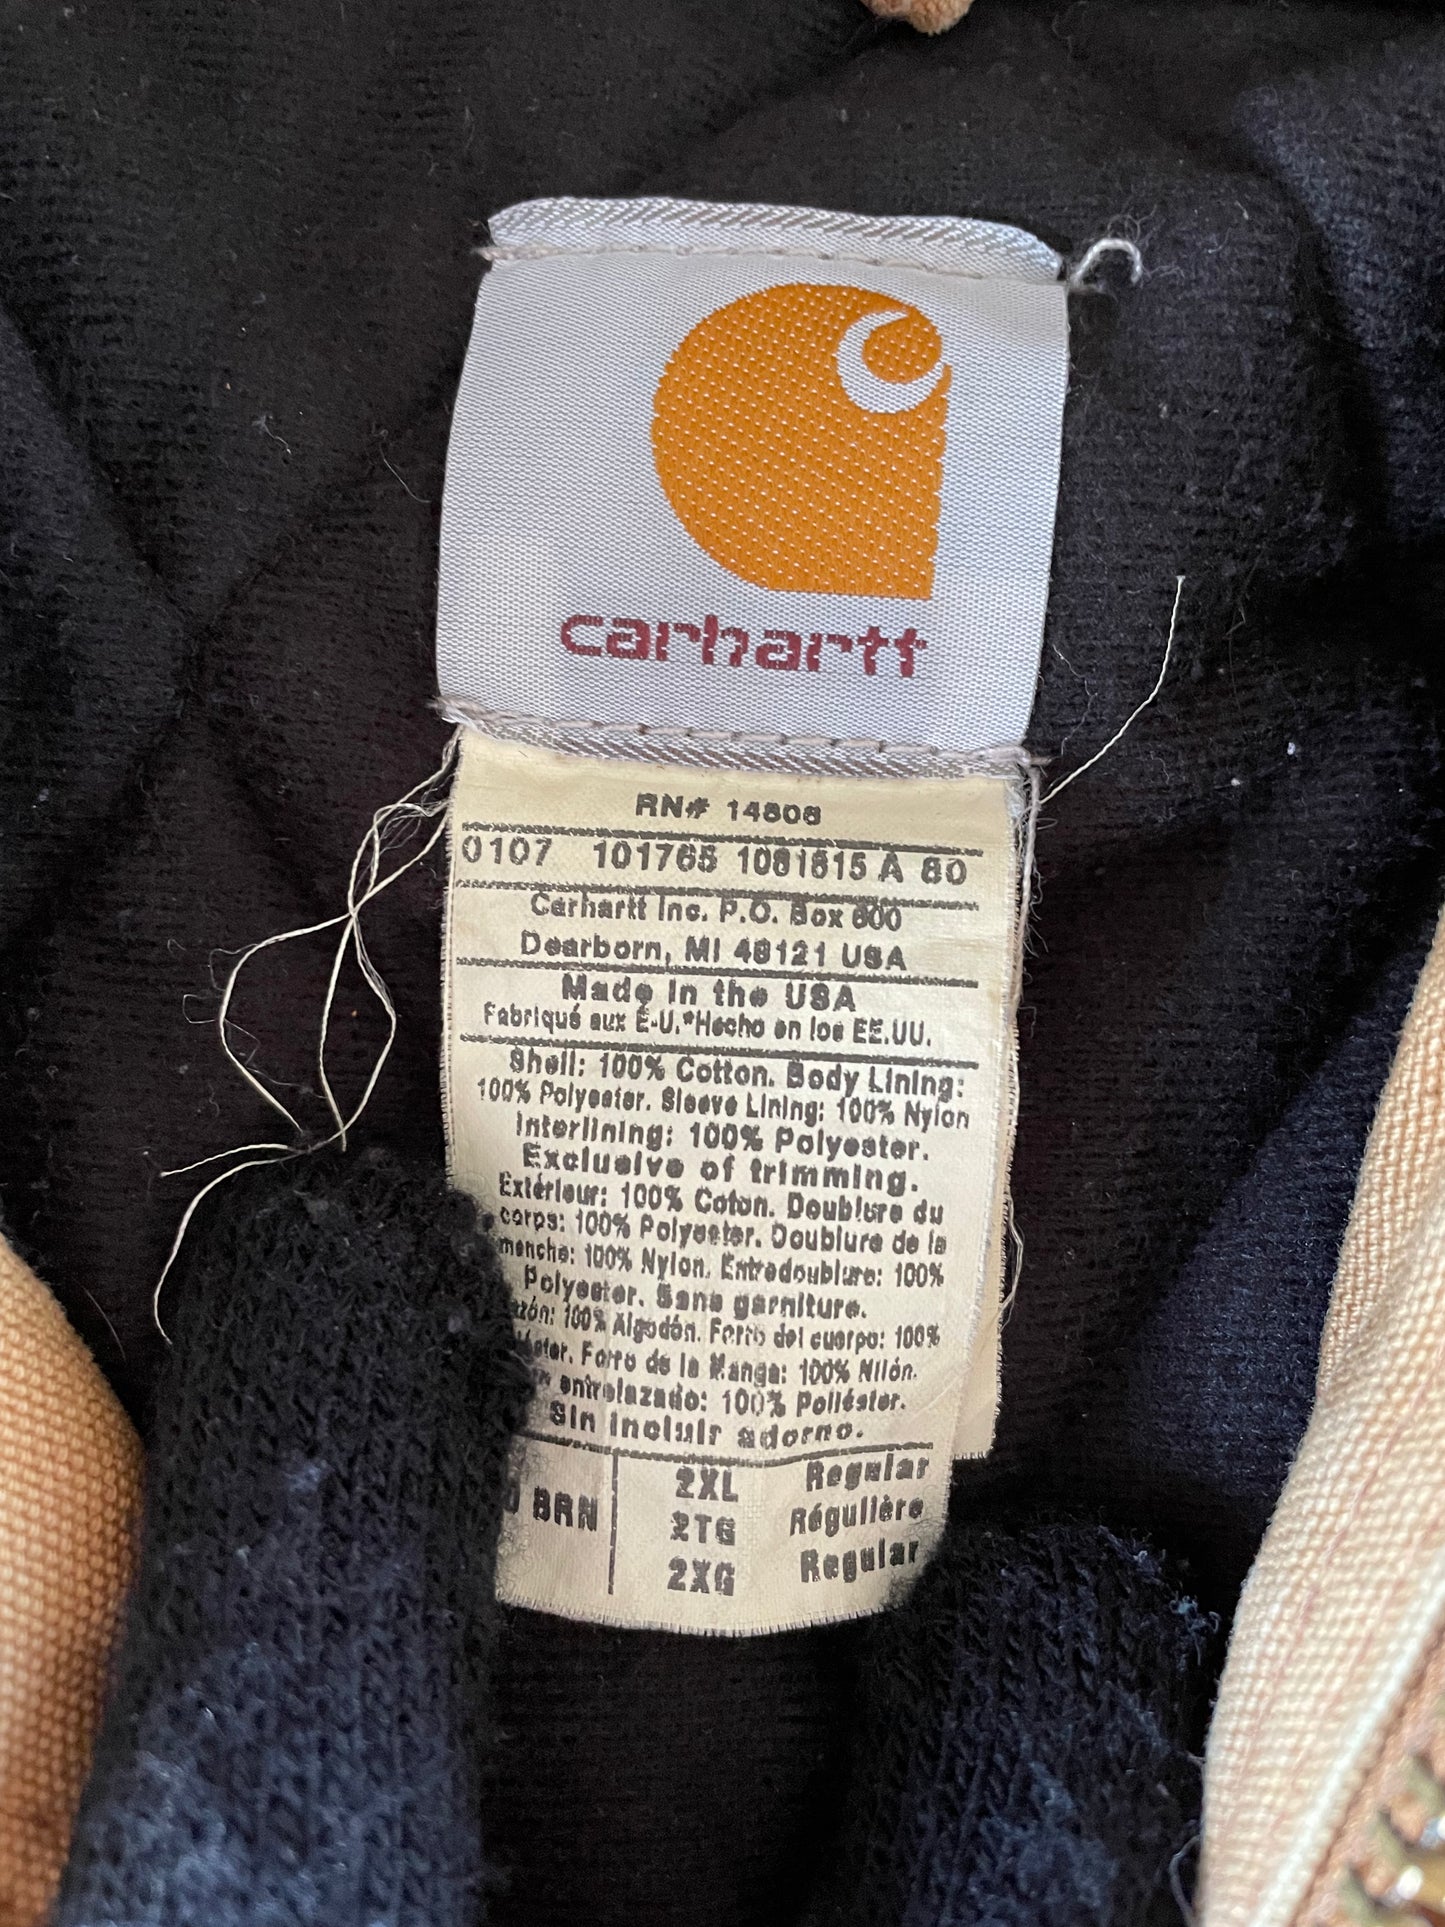 carhartt
RN# 14806
0107 101765 1081615 A 80
Carhartt Inc. P.O. Box 600
Dearborn, MI 48121 USA
Made in the USA
Fabriqué aux É-U.*Hecho en los EE.UU.
Shell: 100% Cotton. Body Lining:
100% Polyester. Sleeve Lining: 100% Nylon
Interlining: 100% Polyester.
Exclusive of trimming.
Extérieur: 100% Coton. Doublure du
corps: 100% Polyester. Doublure de la
manche: 100% Nylon. Entredoublure: 100%
Polyester. Sans garniture.
100% Algodón. Forro del cuerpo: 100%
Forro de la Manga: 100% Nilón.
entrelazado: 100% Poliéster.
Sin incluir adorno.
BRN 2XL Regular
2TG Régulière
2XG Regular